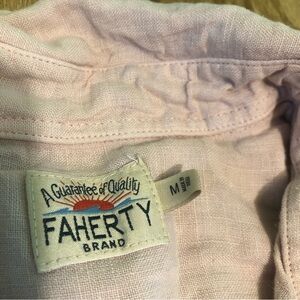 A Guarantee of Quality
FAHERTY
BRAND
M